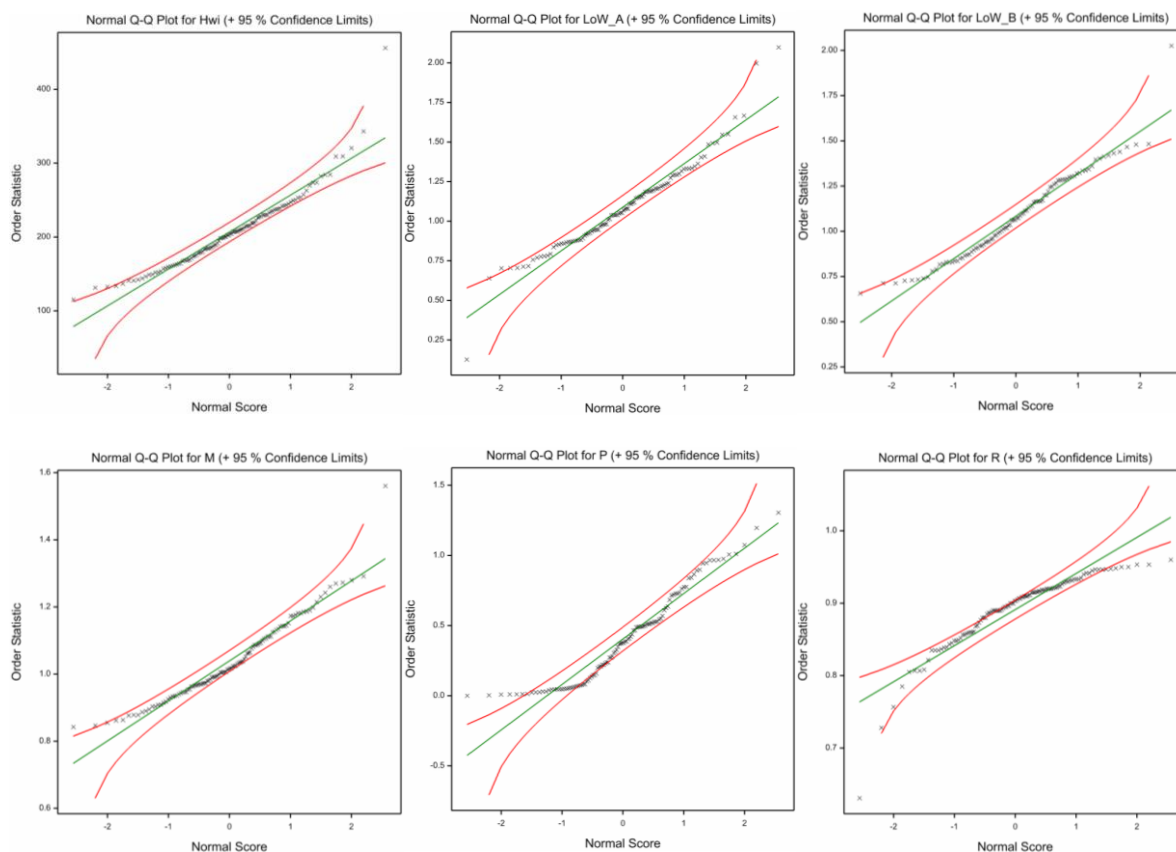 Normal Q-Q Plot for Hwi (+ 95 % Confidence Limits)
400
300
200
100
Order Statistic
-2 -1 0 1 2
Normal Score
Normal Q-Q Plot for LoW_A (+ 95 % Confidence Limits)
2.00
1.75
1.50
1.25
1.00
0.75
0.50
0.25
Order Statistic
-2 -1 0 1 2
Normal Score
Normal Q-Q Plot for LoW_B (+ 95 % Confidence Limits)
2.00
1.75
1.50
1.25
1.00
0.75
0.50
0.25
Order Statistic
-2 -1 0 1 2
Normal Score
Normal Q-Q Plot for M (+ 95 % Confidence Limits)
1.6
1.4
1.2
1.0
0.8
0.6
Order Statistic
-2 -1 0 1 2
Normal Score
Normal Q-Q Plot for P (+ 95 % Confidence Limits)
1.5
1.0
0.5
0.0
-0.5
Order Statistic
-2 -1 0 1 2
Normal Score
Normal Q-Q Plot for R (+ 95 % Confidence Limits)
1.0
0.9
0.8
0.7
Order Statistic
-2 -1 0 1 2
Normal Score